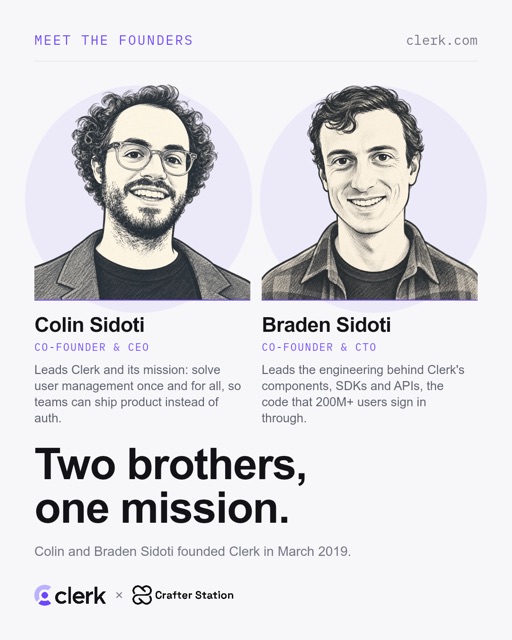 MEET THE FOUNDERS
clerk.com
Colin Sidoti
CO-FOUNDER & CEO
Leads Clerk and its mission: solve
user management once and for all, so
teams can ship product instead of
auth.
Braden Sidoti
CO-FOUNDER & CTO
Leads the engineering behind Clerk's
components, SDKs and APIs, the
code that 200M+ users sign in
through.
Two brothers,
one mission.
Colin and Braden Sidoti founded Clerk in March 2019.
clerk × Crafter Station